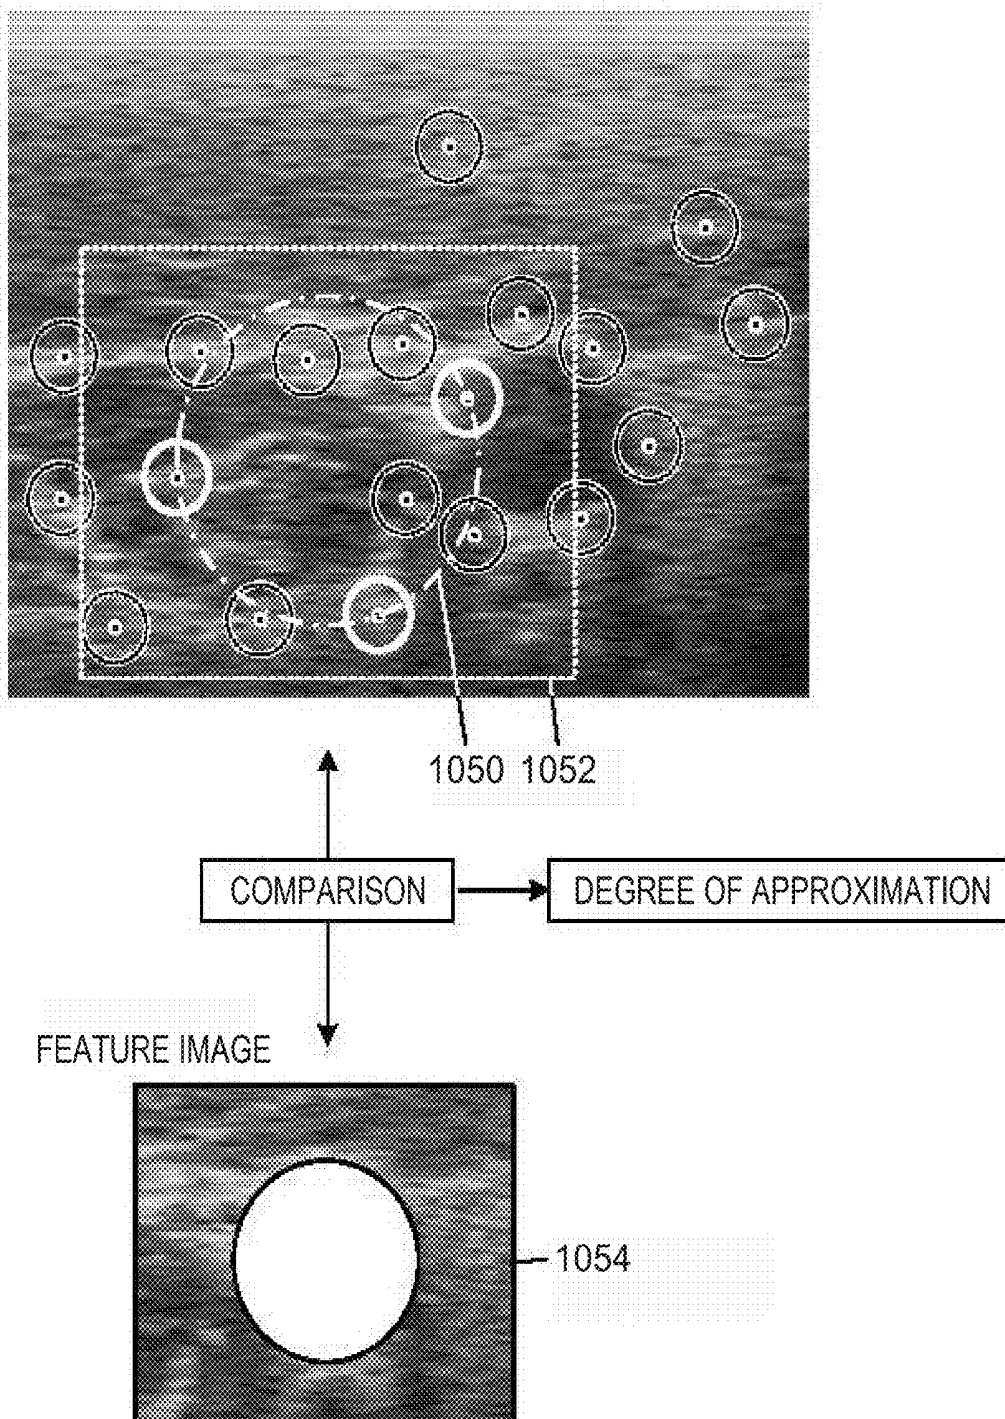 1050 1052
COMPARISON
DEGREE OF APPROXIMATION
FEATURE IMAGE
1054